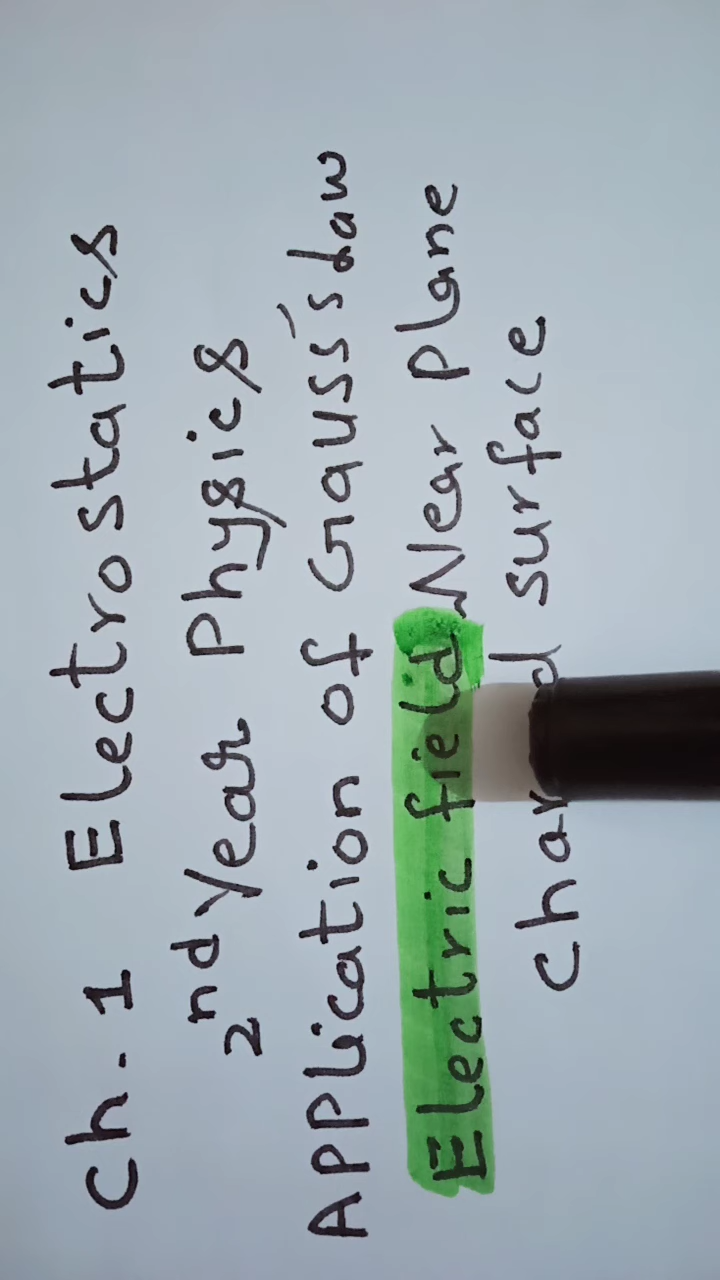 Ch. 1 Electrostatics
2nd Year Physics
Application of Gauss's Law
Electric field Near plane
surface